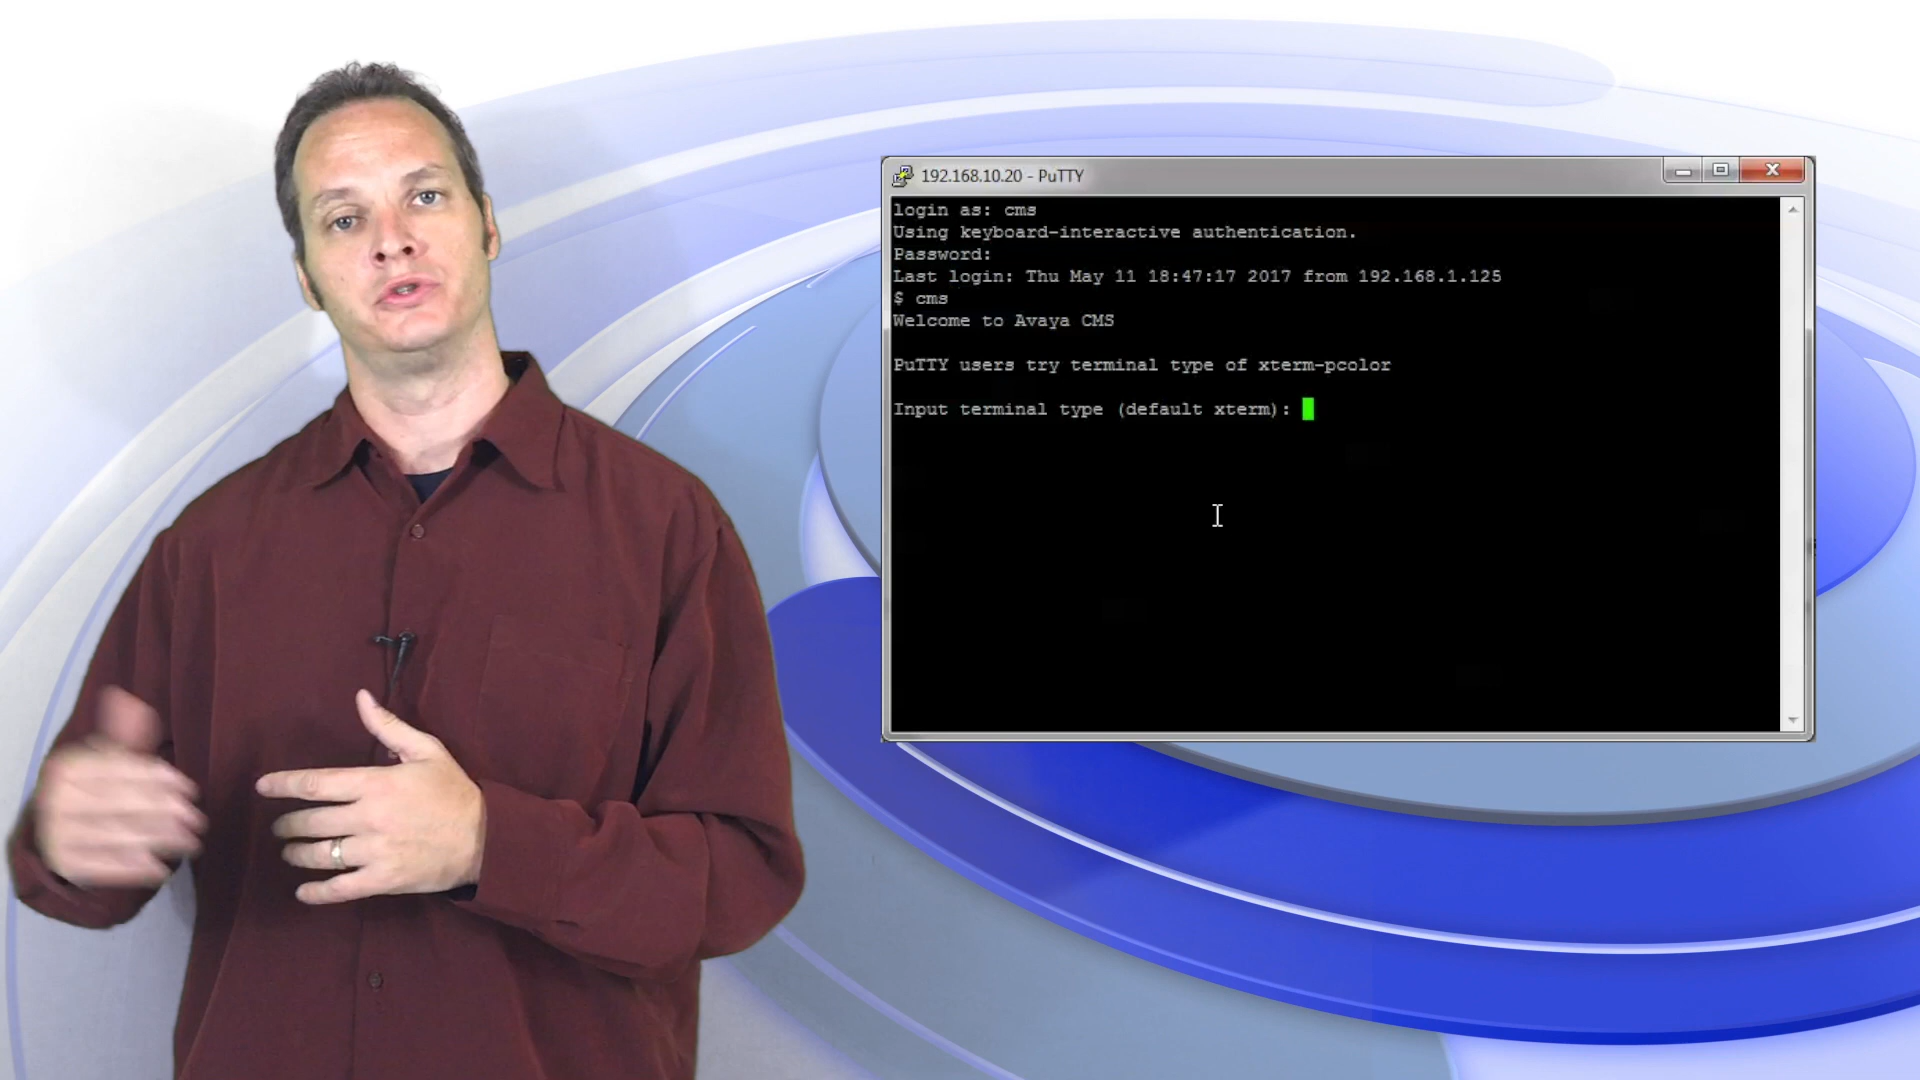 192.168.10.20 - PuTTY
login as: cms
Using keyboard-interactive authentication.
Password:
Last login: Thu May 11 18:47:17 2017 from 192.168.1.125
$ cms
Welcome to Avaya CMS
PuTTY users try terminal type of xterm-pcolor
Input terminal type (default xterm):